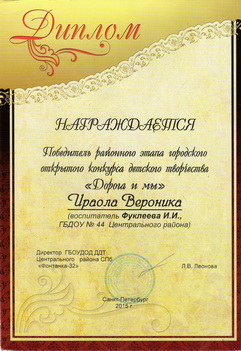 Диплом
НАГРАЖДАЕТСЯ
Победитель районного этапа городского
открытого конкурса детского творчества
«Дорога и мы»
Ираола Вероника
(воспитатель Фуклеева И.И.,
ГБДОУ № 44 Центрального района)
Директор ГБОУДОД ДДТ
Центрального района СПб
«Фонтанка-32»
Л.В. Леонова
Санкт-Петербург
2015 г.